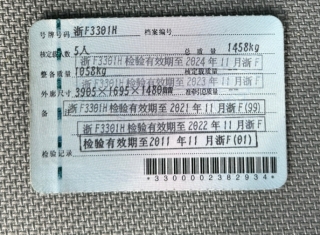 号牌号码 浙F3301H 档案编号
核定载人数 5人 总质量 1458kg
浙F3301H 检验有效期至2024年11月浙F
整备质量 1058kg 核定载质量
浙F3301H 检验有效期至2023年11月浙F
外廓尺寸 3905×1695×1480mm 准牵引总质量
备注 浙F3301H检验有效期至2021年11月浙F(99)
浙F3301H检验有效期至2022年11月浙F
检验有效期至2011年11月浙F(01)
检验记录
*3300002382934*